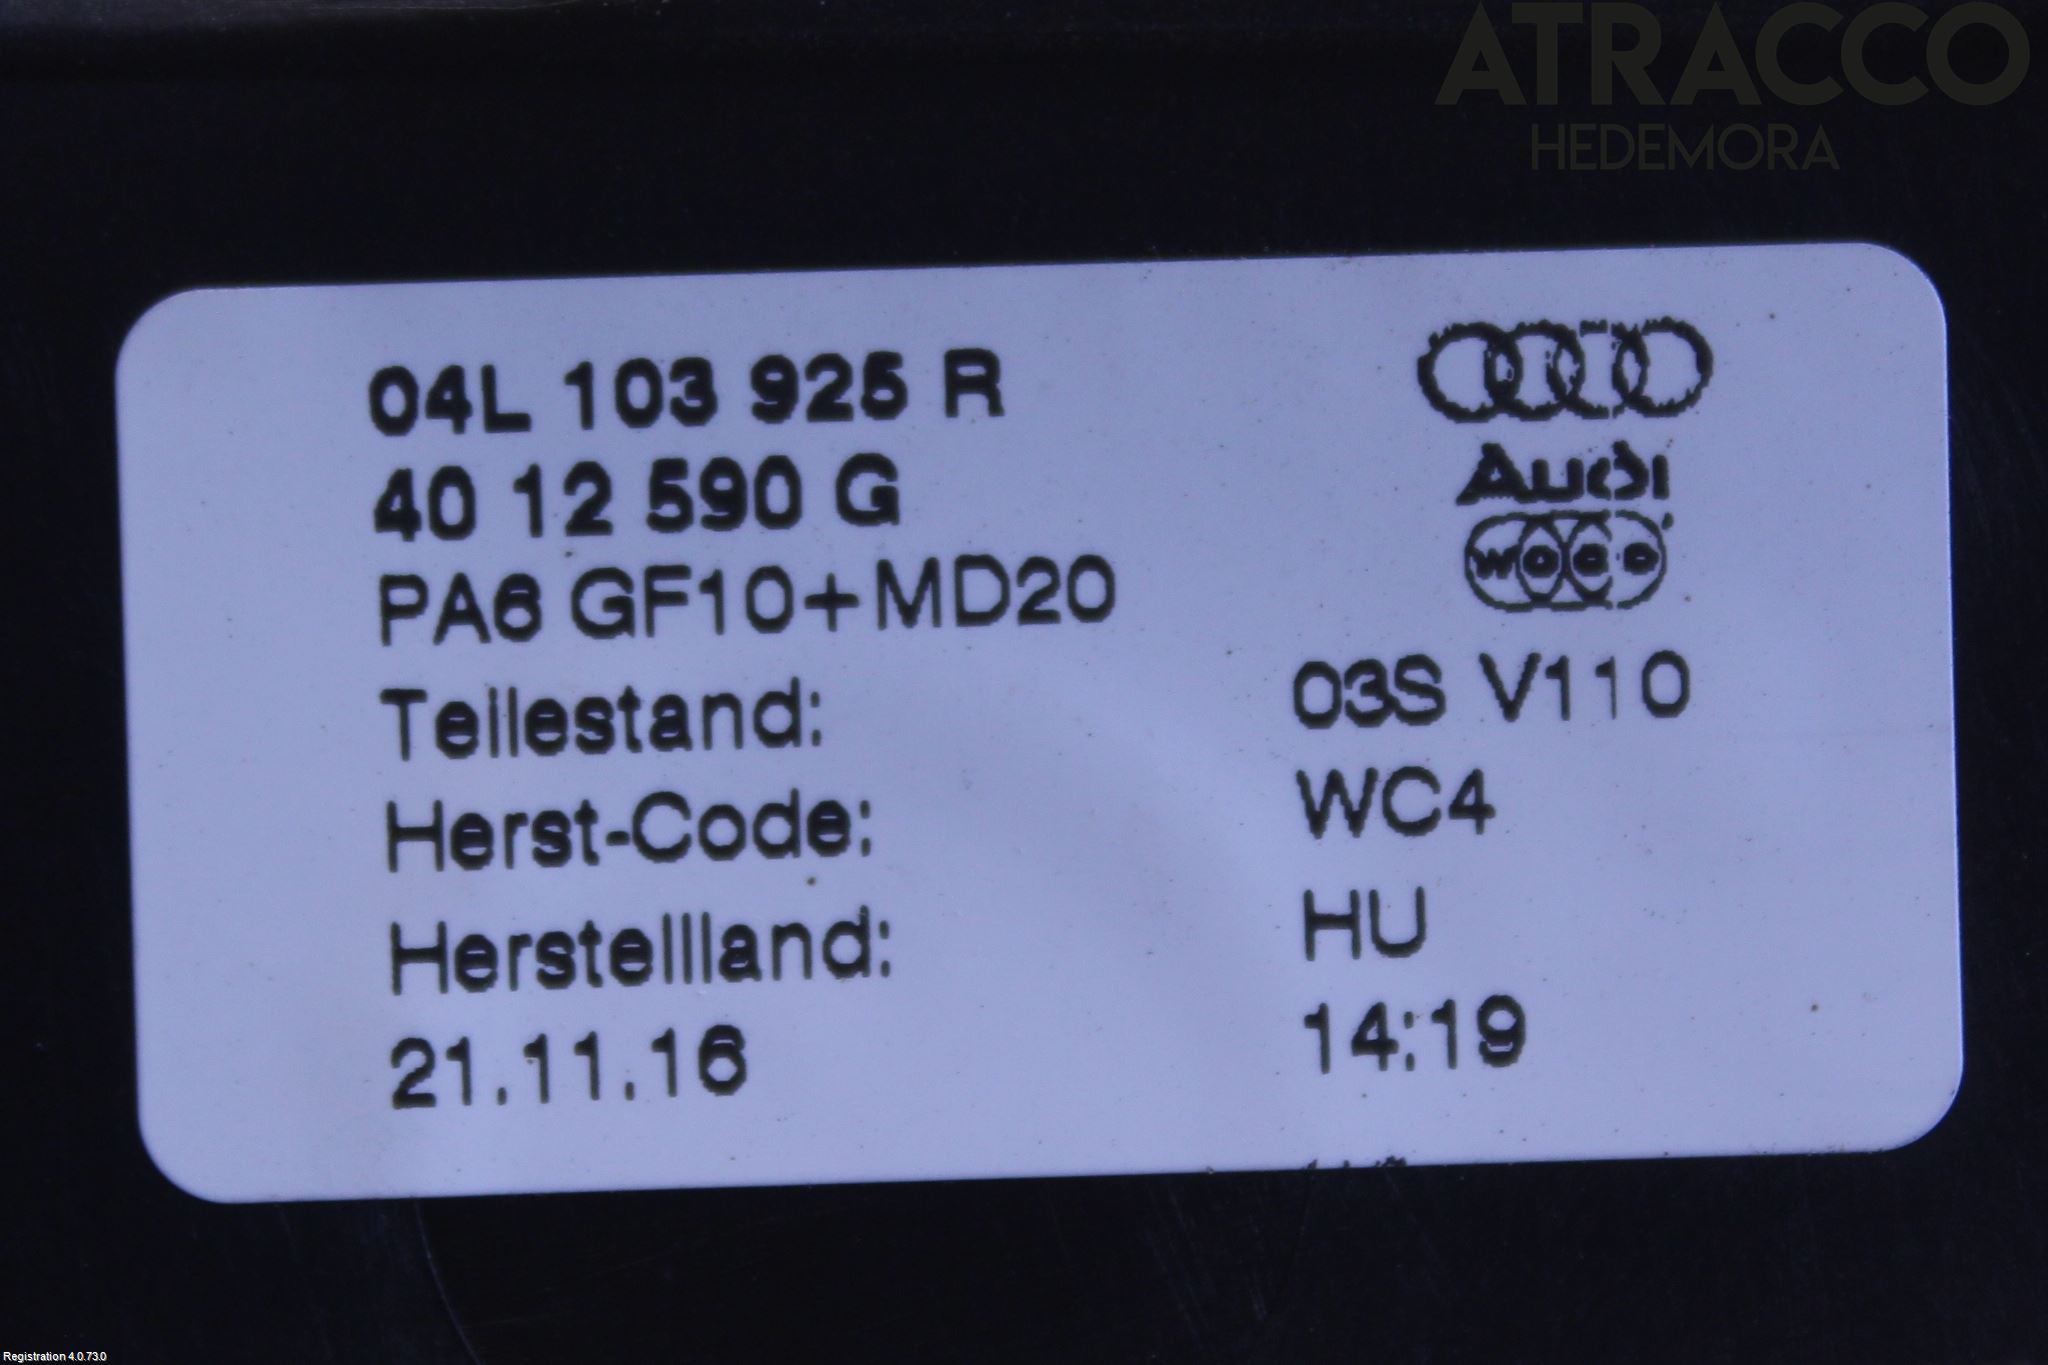 ATRACCO
HEDEMORA
04L 103 925 R
40 12 590 G
Audi
woco
PA6 GF10+MD20
Teilestand: 03S V110
Herst-Code: WC4
Herstellland: HU
21.11.16 14:19
Registration 4.0.73.0